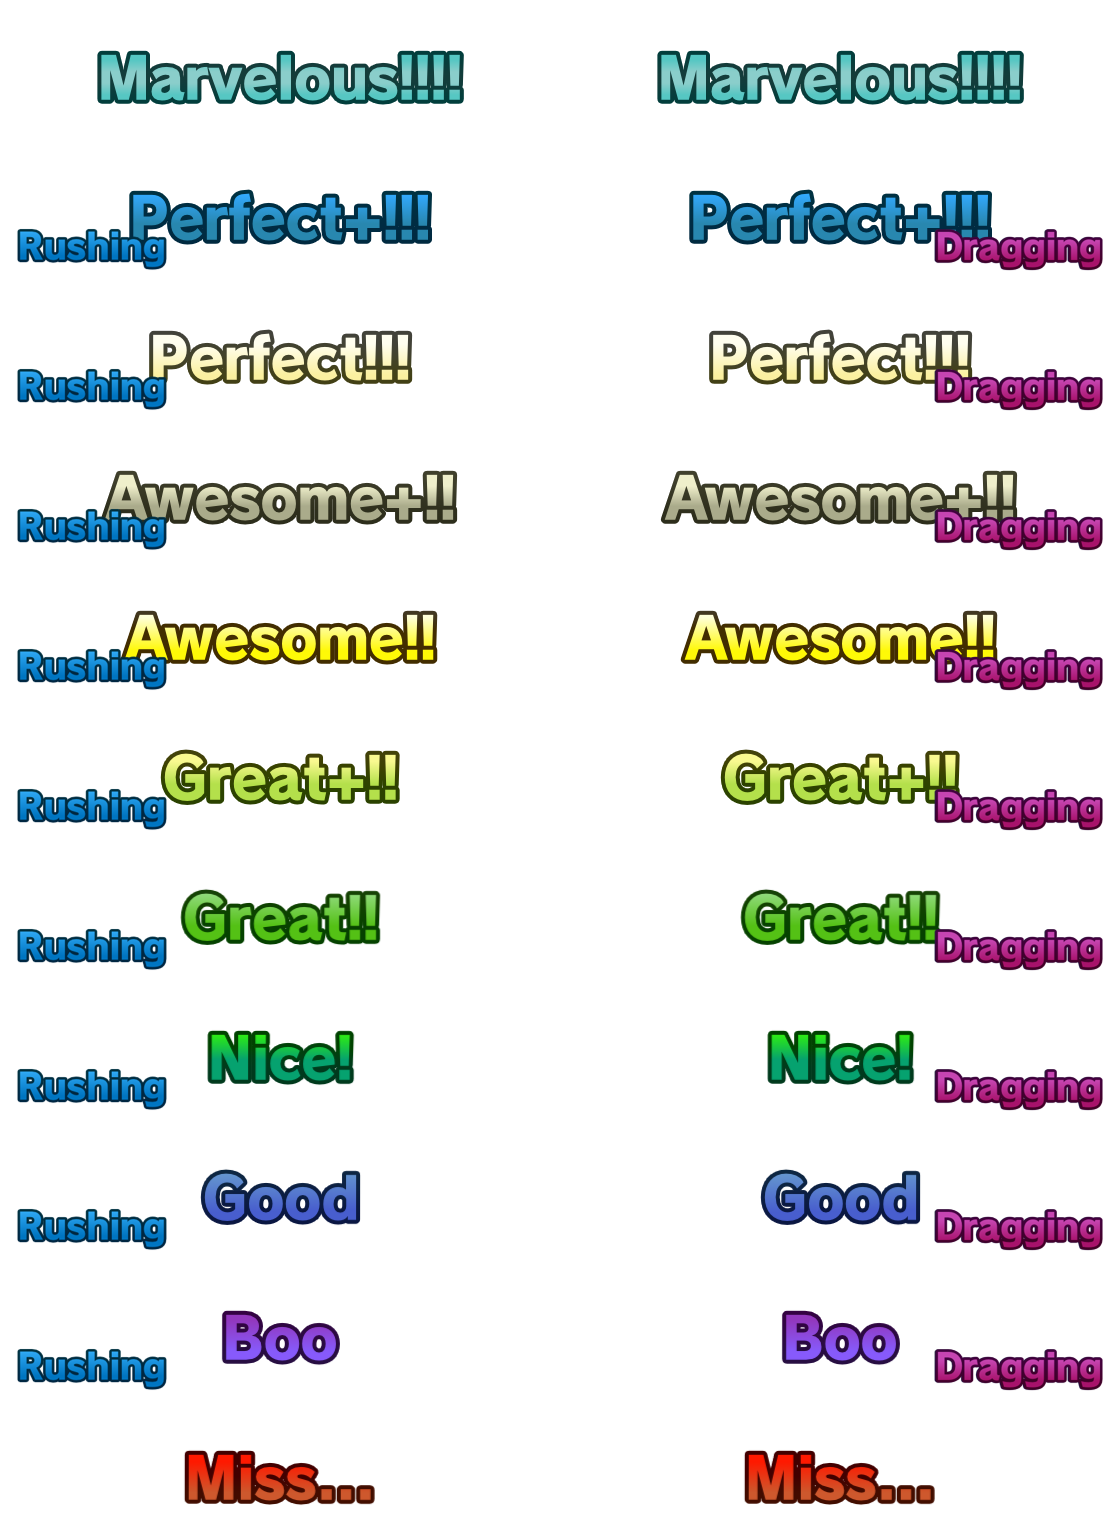 Marvelous!!!! Marvelous!!!!
Perfect+!!! Perfect+!!!
Rushing Dragging
Perfect!!! Perfect!!!
Rushing Dragging
Awesome+!! Awesome+!!
Rushing Dragging
Awesome!! Awesome!!
Rushing Dragging
Great+!! Great+!!
Rushing Dragging
Great!! Great!!
Rushing Dragging
Nice! Nice!
Rushing Dragging
Good Good
Rushing Dragging
Boo Boo
Rushing Dragging
Miss... Miss...